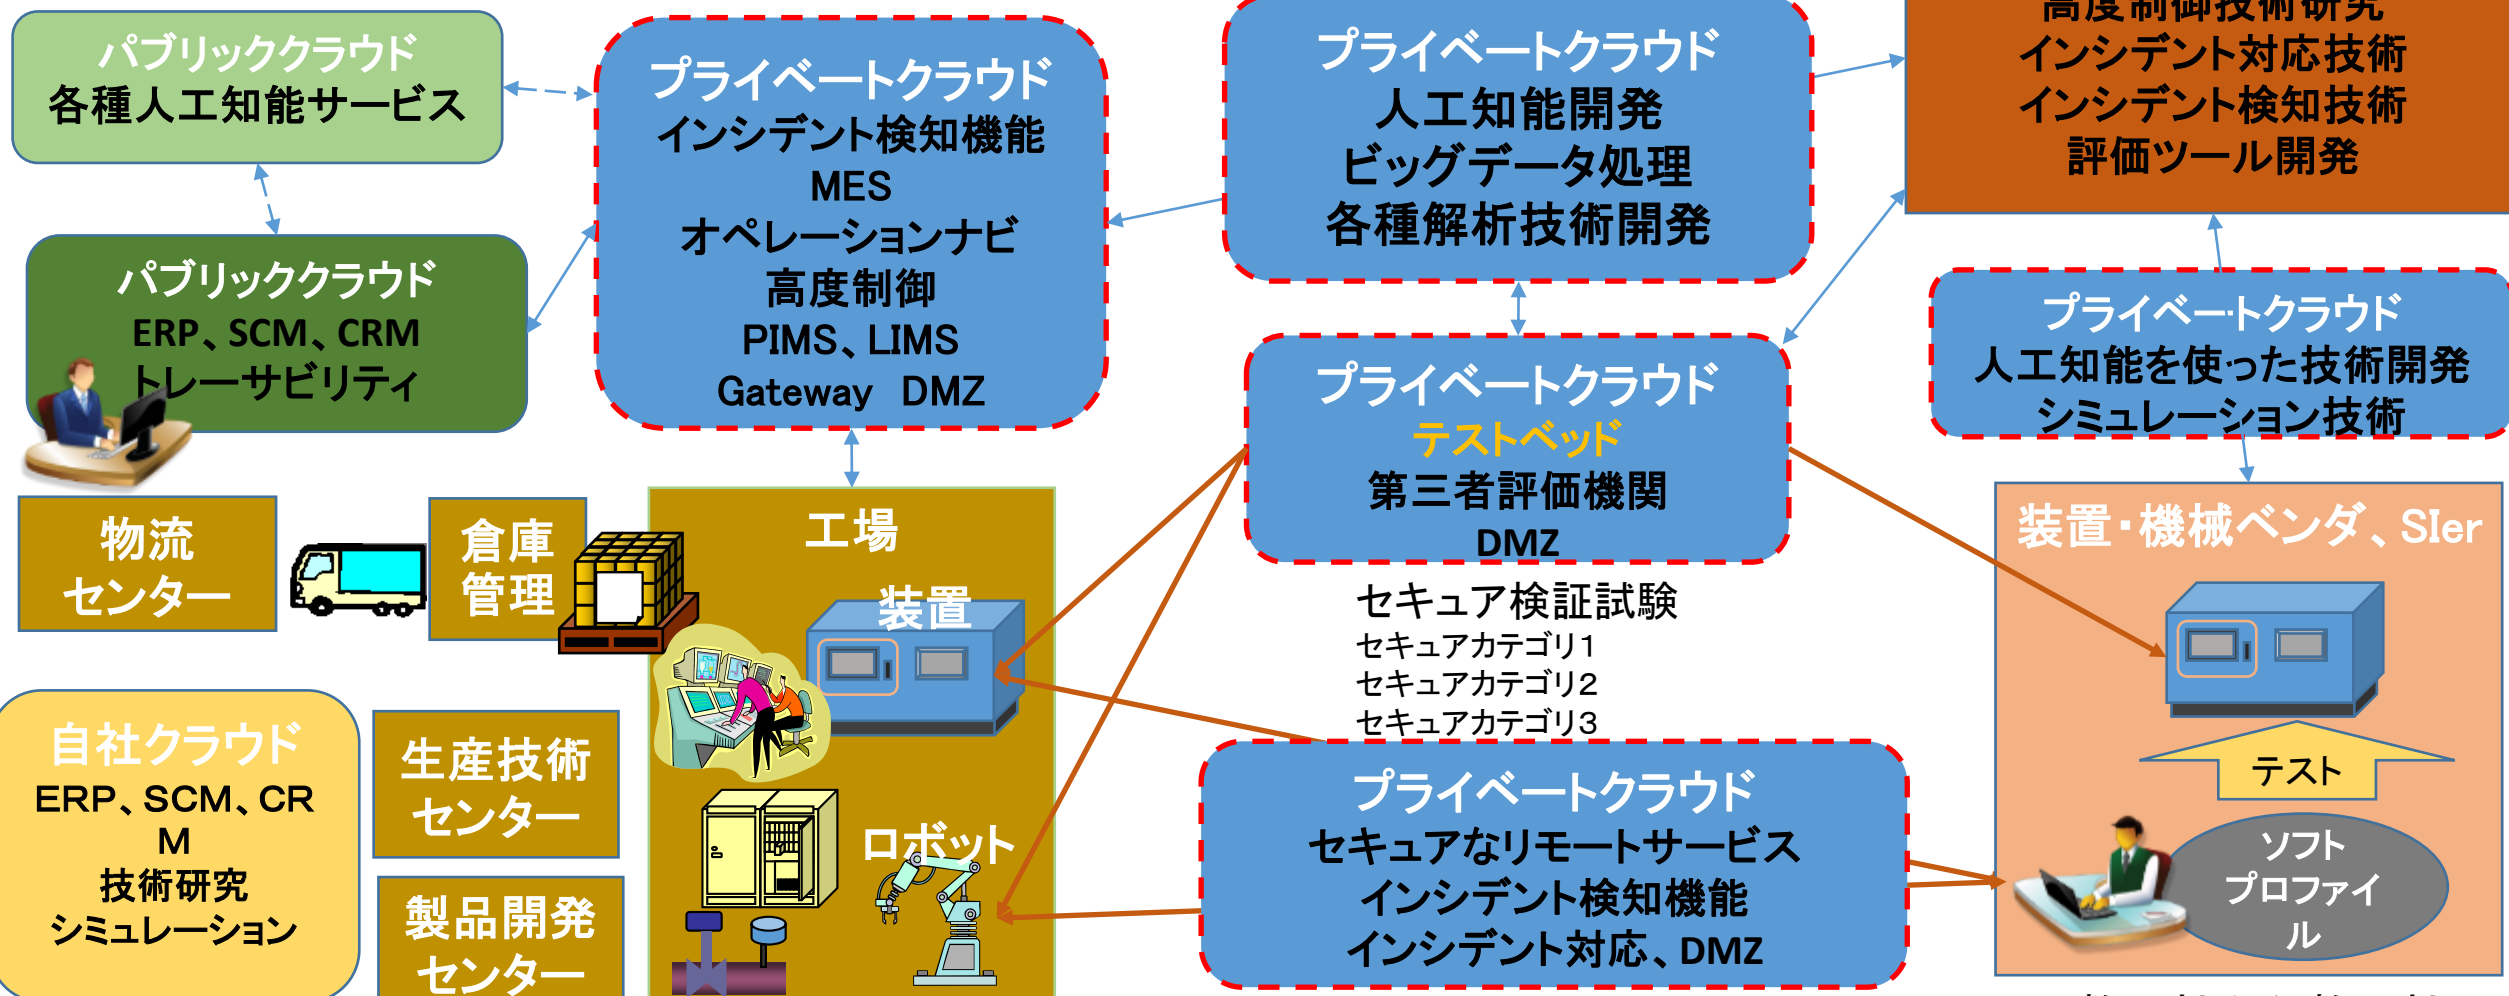 パブリッククラウド
各種人工知能サービス
パブリッククラウド
ERP、SCM、CRM
トレーサビリティ
プライベートクラウド
インシデント検知機能
MES
オペレーションナビ
高度制御
PIMS、LIMS
Gateway　DMZ
プライベートクラウド
人工知能開発
ビッグデータ処理
各種解析技術開発
高度制御技術研究
インシデント対応技術
インシデント検知技術
評価ツール開発
プライベートクラウド
テストベッド
第三者評価機関
DMZ
プライベートクラウド
人工知能を使った技術開発
シミュレーション技術
物流
センター
倉庫
管理
工場
装置
ロボット
セキュア検証試験
セキュアカテゴリ1
セキュアカテゴリ2
セキュアカテゴリ3
装置・機械ベンダ、SIer
テスト
ソフト
プロファイ
ル
自社クラウド
ERP、SCM、CR
M
技術研究
シミュレーション
生産技術
センター
製品開発
センター
プライベートクラウド
セキュアなリモートサービス
インシデント検知機能
インシデント対応、DMZ